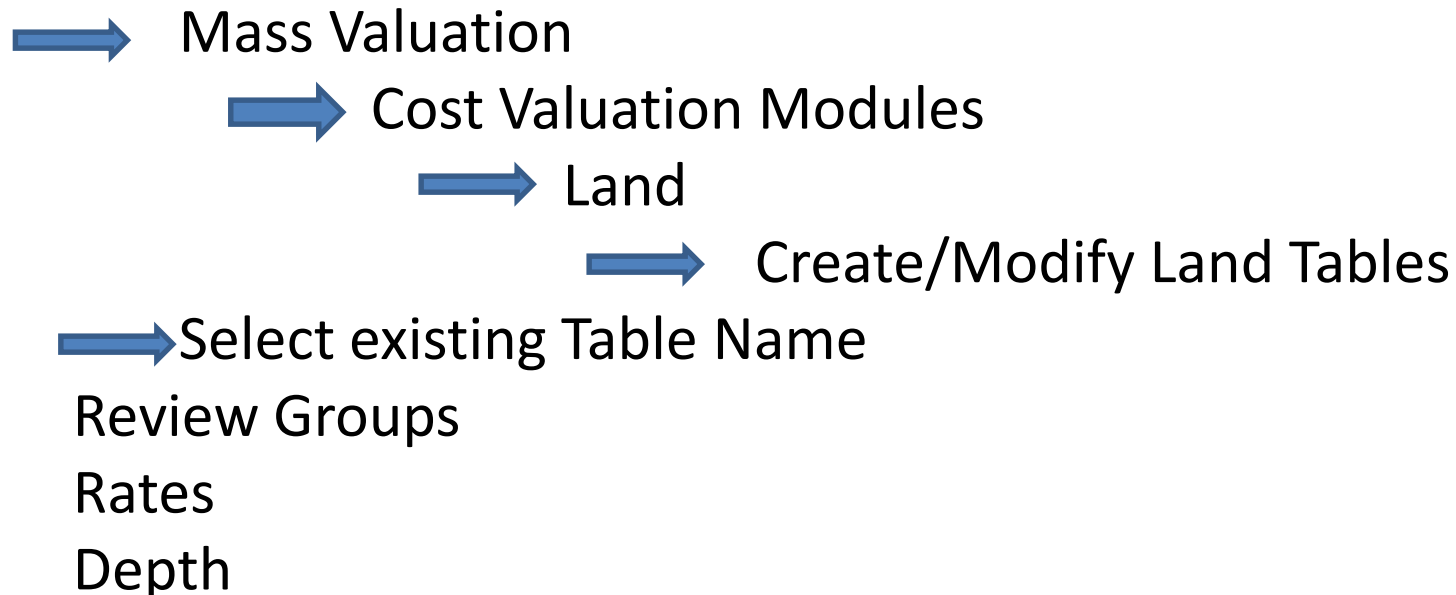 Mass Valuation
Cost Valuation Modules
Land
Create/Modify Land Tables
Select existing Table Name
Review Groups
Rates
Depth